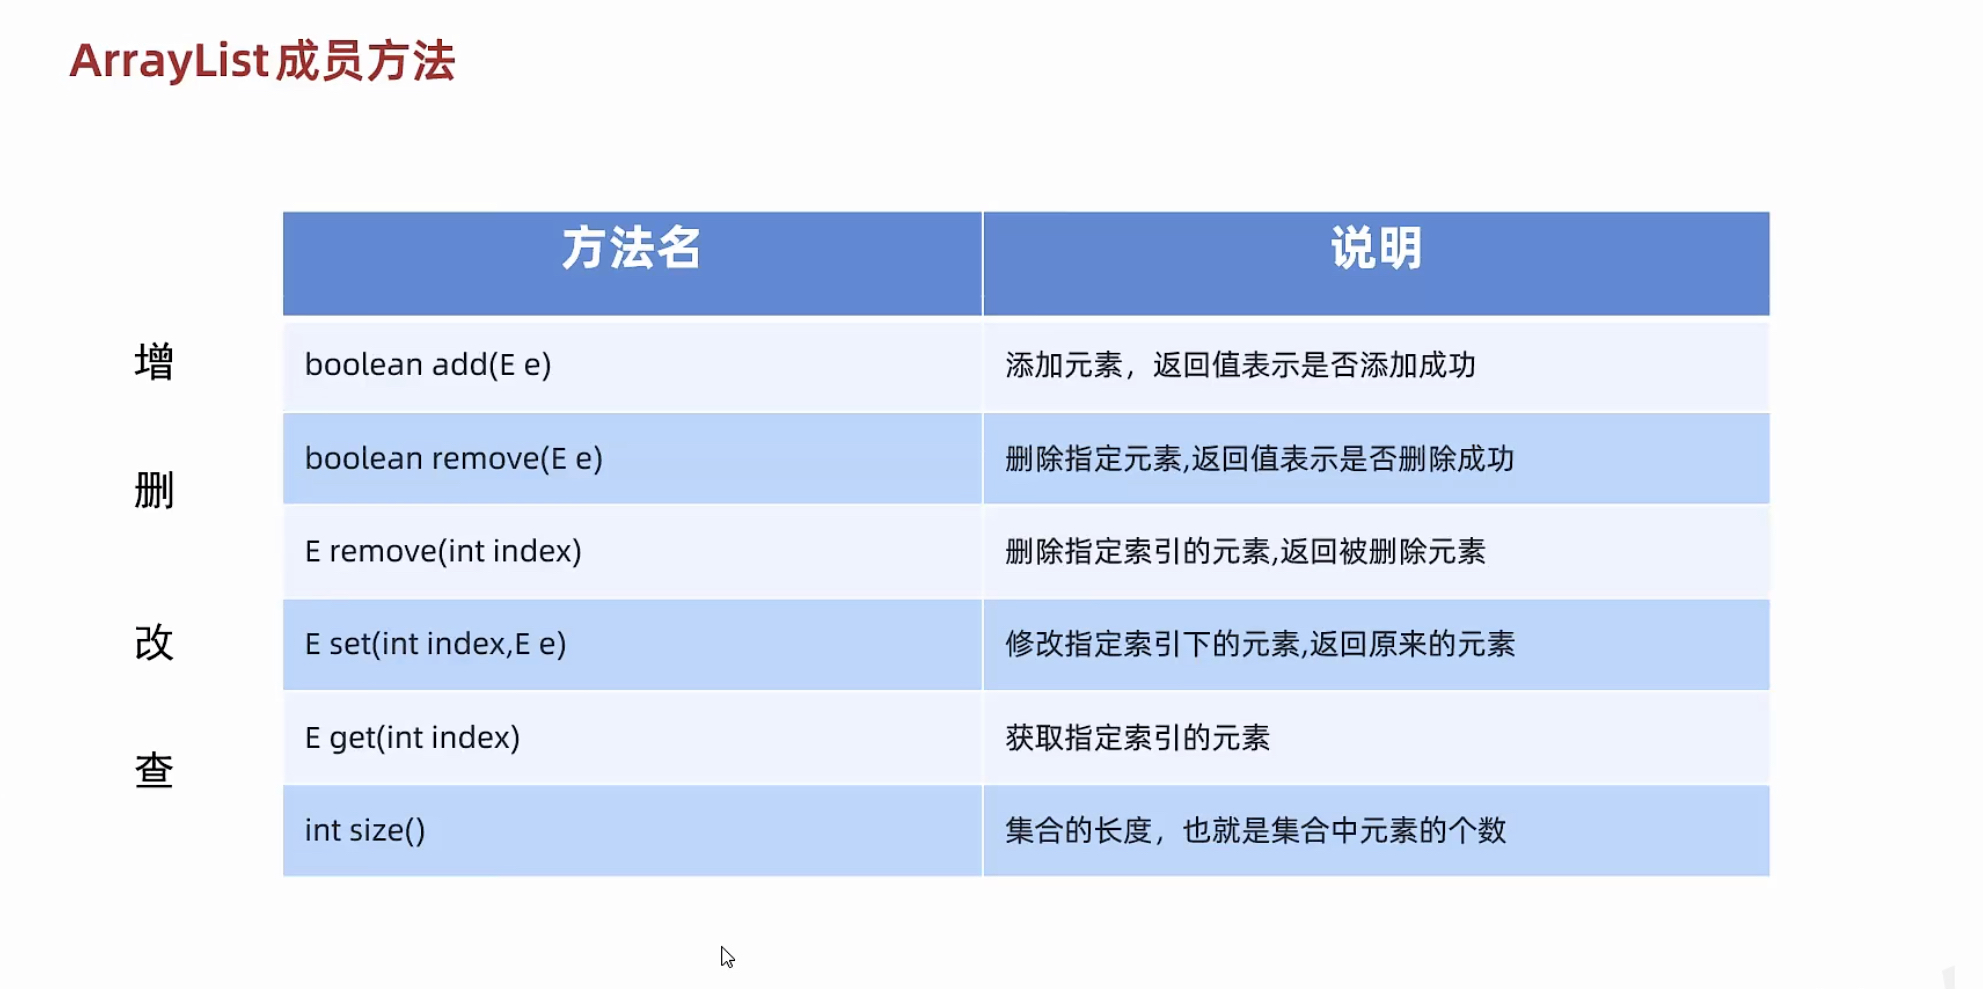 ArrayList成员方法
方法名 说明
增 boolean add(E e) 添加元素，返回值表示是否添加成功
删 boolean remove(E e) 删除指定元素,返回值表示是否删除成功
E remove(int index) 删除指定索引的元素,返回被删除元素
改 E set(int index,E e) 修改指定索引下的元素,返回原来的元素
查 E get(int index) 获取指定索引的元素
int size() 集合的长度，也就是集合中元素的个数